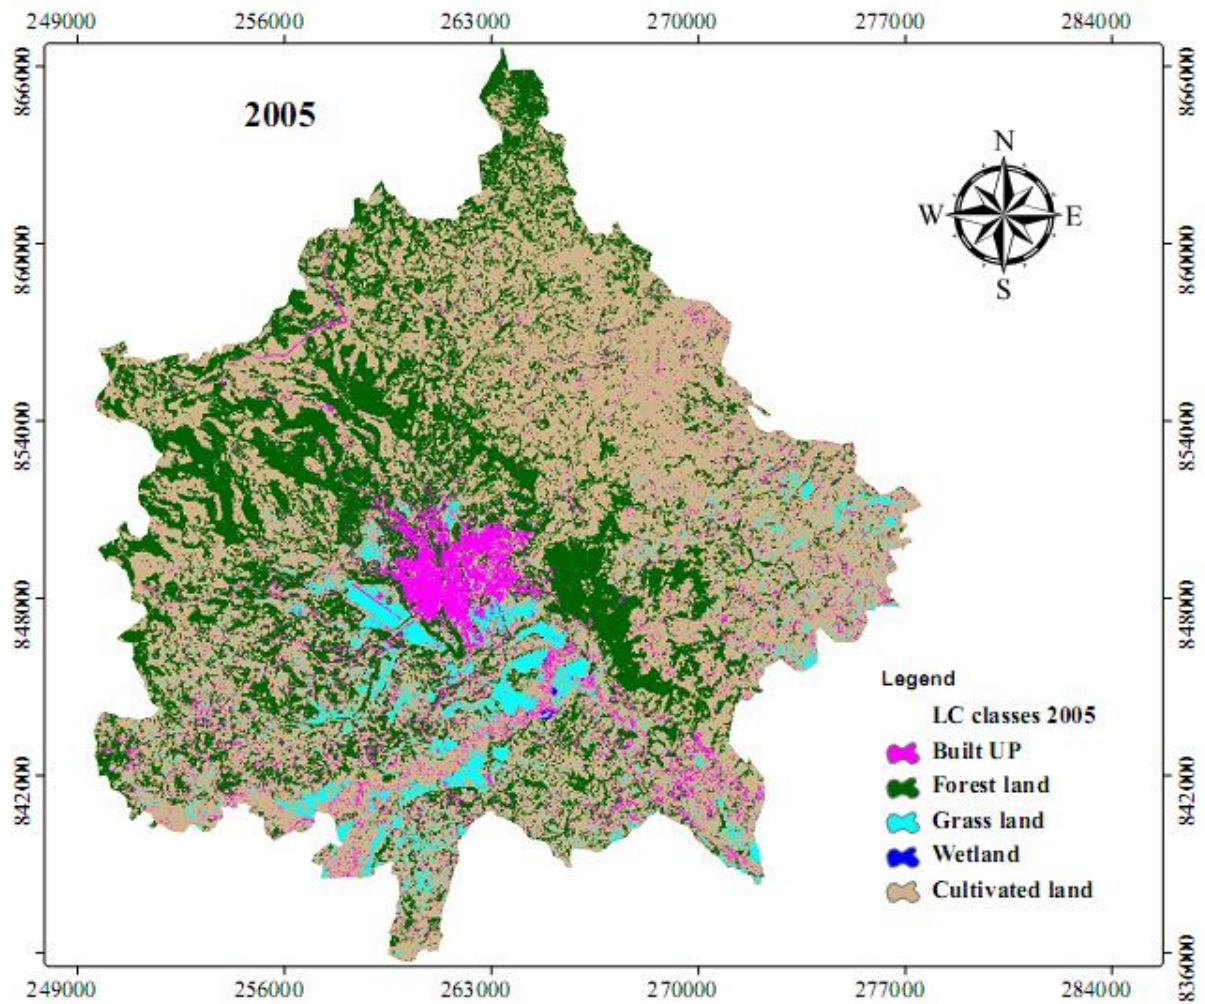 249000 256000 263000 270000 277000 284000
866000 866000
2005
N
W E
S
860000 860000
854000 854000
848000 848000
Legend
LC classes 2005
Built UP
Forest land
842000 842000
Grass land
Wetland
Cultivated land
836000
249000 256000 263000 270000 277000 284000